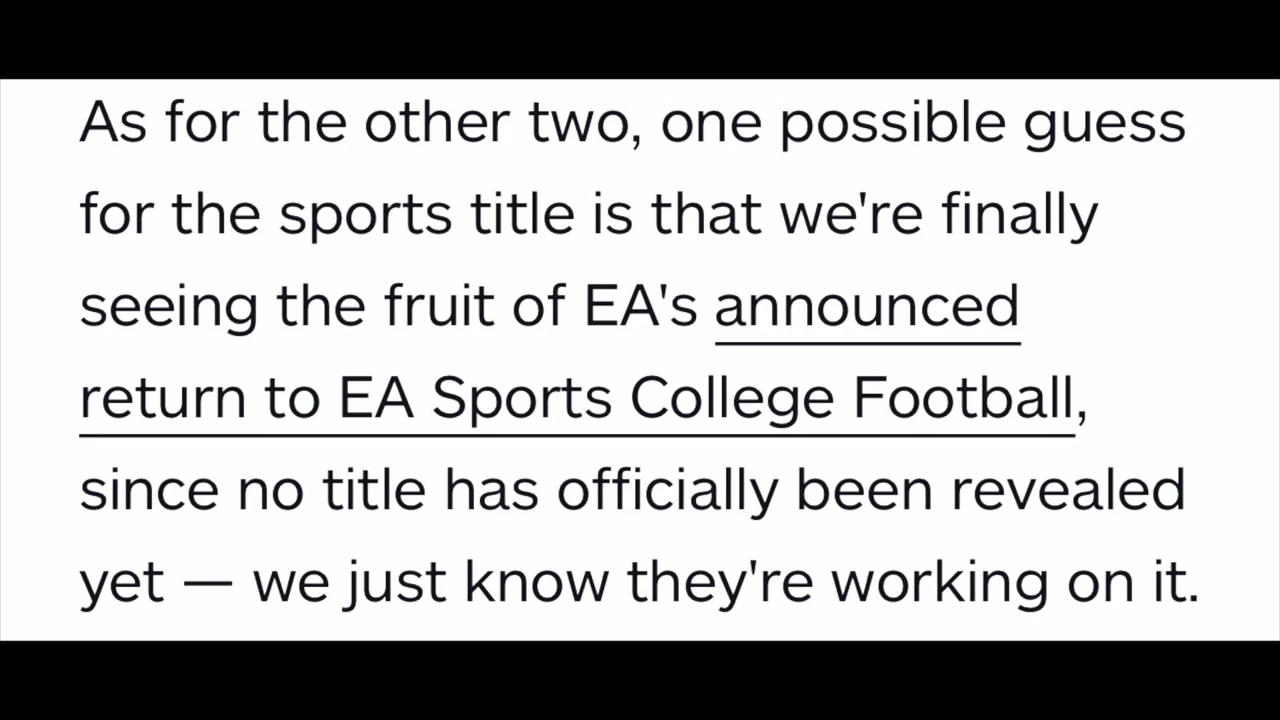 As for the other two, one possible guess
for the sports title is that we're finally
seeing the fruit of EA's announced
return to EA Sports College Football,
since no title has officially been revealed
yet — we just know they're working on it.